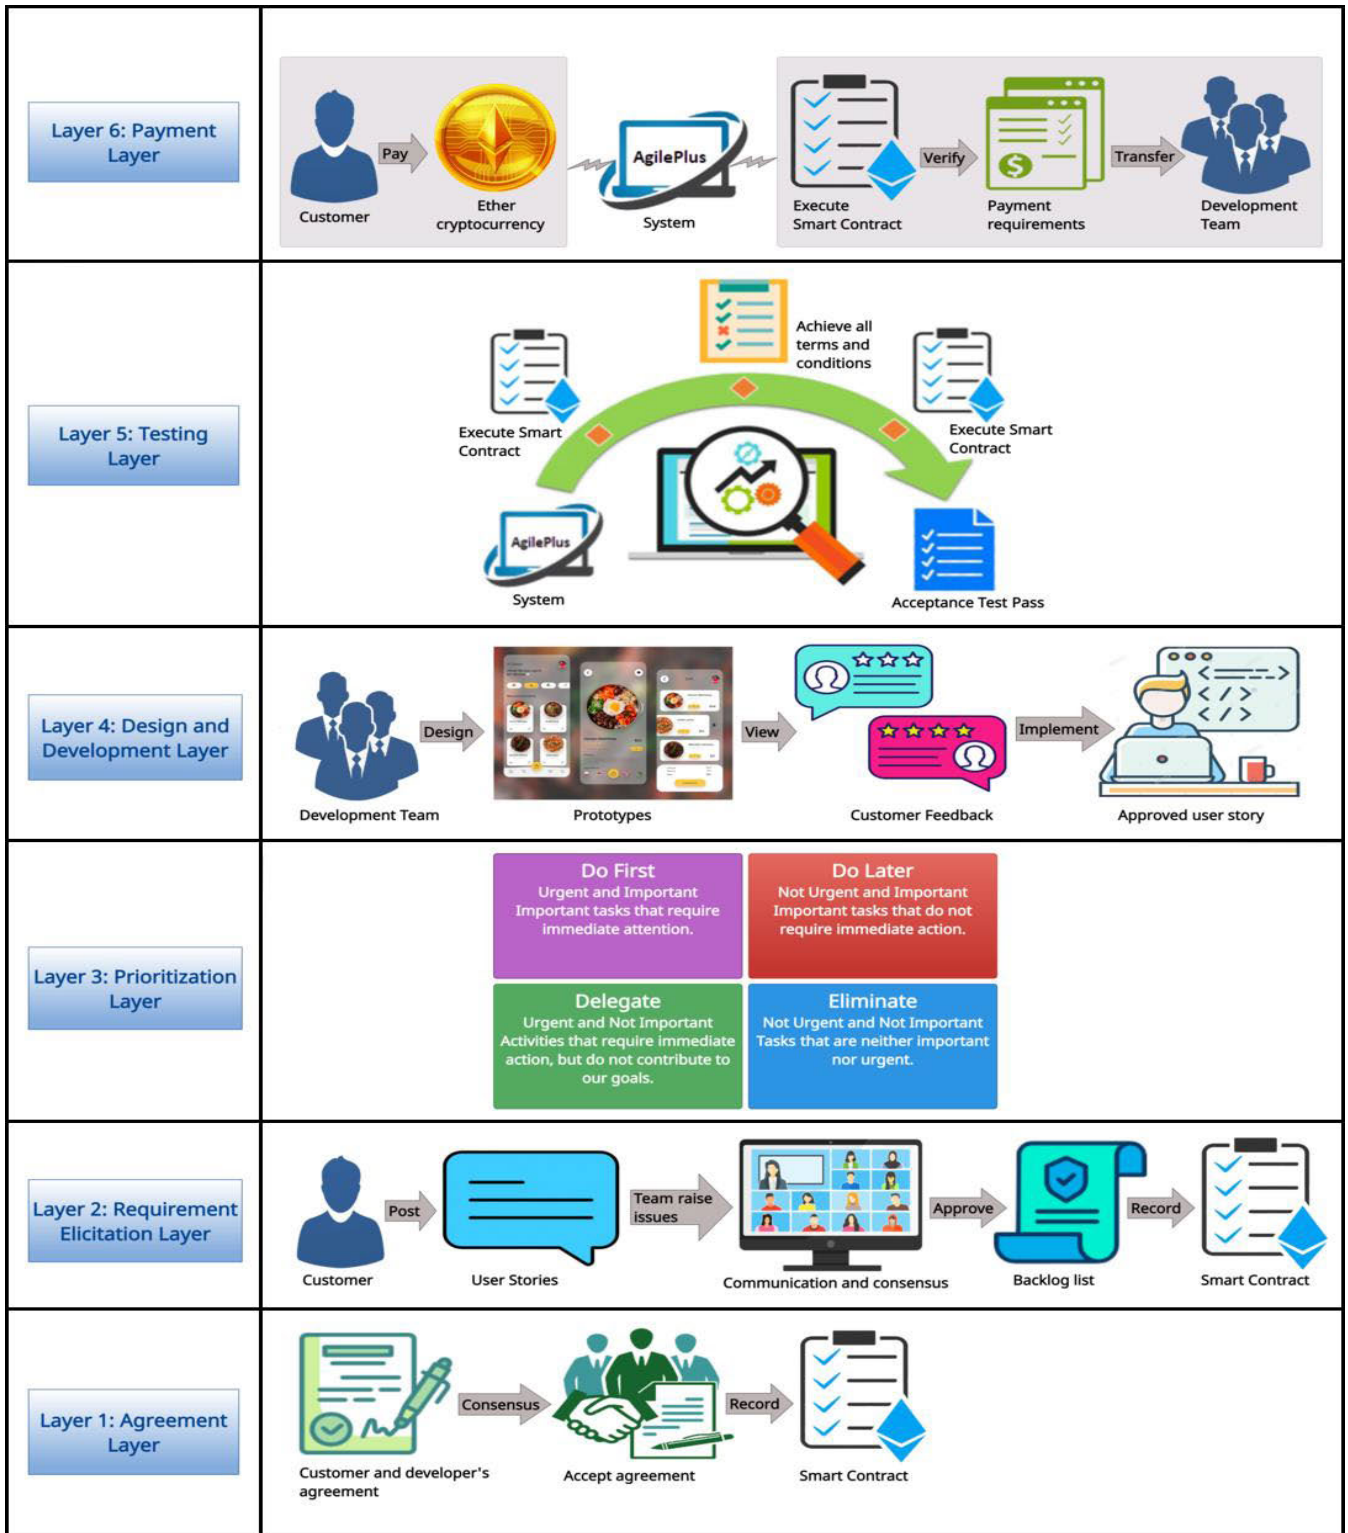 Layer 6: Payment
Layer
Customer
Pay
Ether
cryptocurrency
AgilePlus
System
Execute
Smart Contract
Verify
Payment
requirements
Transfer
Development
Team
Layer 5: Testing
Layer
Execute Smart
Contract
Achieve all
terms and
conditions
Execute Smart
Contract
AgilePlus
System
Acceptance Test Pass
Layer 4: Design and
Development Layer
Development Team
Design
Prototypes
View
Customer Feedback
Implement
Approved user story
Layer 3: Prioritization
Layer
Do First
Urgent and Important
Important tasks that require
immediate attention.
Do Later
Not Urgent and Important
Important tasks that do not
require immediate action.
Delegate
Urgent and Not Important
Activities that require immediate
action, but do not contribute to
our goals.
Eliminate
Not Urgent and Not Important
Tasks that are neither important
nor urgent.
Layer 2: Requirement
Elicitation Layer
Customer
Post
User Stories
Team raise
issues
Communication and consensus
Approve
Backlog list
Record
Smart Contract
Layer 1: Agreement
Layer
Customer and developer's
agreement
Consensus
Accept agreement
Record
Smart Contract